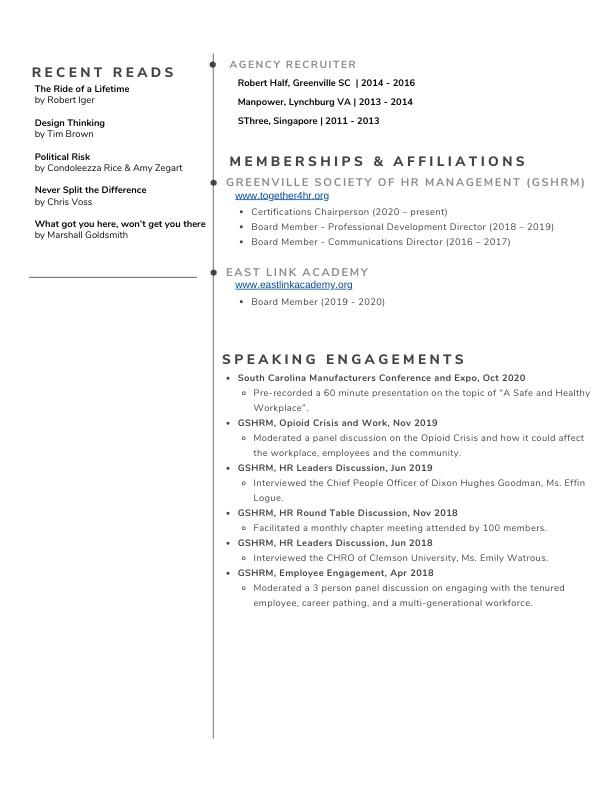 RECENT READS
The Ride of a Lifetime
by Robert Iger
Design Thinking
by Tim Brown
Political Risk
by Condoleezza Rice & Amy Zegart
Never Split the Difference
by Chris Voss
What got you here, won't get you there
by Marshall Goldsmith
AGENCY RECRUITER
Robert Half, Greenville SC | 2014 - 2016
Manpower, Lynchburg VA | 2013 - 2014
SThree, Singapore | 2011 - 2013
MEMBERSHIPS & AFFILIATIONS
GREENVILLE SOCIETY OF HR MANAGEMENT (GSHRM)
www.together4hr.org
• Certifications Chairperson (2020 – present)
• Board Member - Professional Development Director (2018 – 2019)
• Board Member - Communications Director (2016 – 2017)
EAST LINK ACADEMY
www.eastlinkacademy.org
• Board Member (2019 - 2020)
SPEAKING ENGAGEMENTS
• South Carolina Manufacturers Conference and Expo, Oct 2020
○ Pre-recorded a 60 minute presentation on the topic of "A Safe and Healthy
Workplace".
• GSHRM, Opioid Crisis and Work, Nov 2019
○ Moderated a panel discussion on the Opioid Crisis and how it could affect
the workplace, employees and the community.
• GSHRM, HR Leaders Discussion, Jun 2019
○ Interviewed the Chief People Officer of Dixon Hughes Goodman, Ms. Effin
Logue.
• GSHRM, HR Round Table Discussion, Nov 2018
○ Facilitated a monthly chapter meeting attended by 100 members.
• GSHRM, HR Leaders Discussion, Jun 2018
○ Interviewed the CHRO of Clemson University, Ms. Emily Watrous.
• GSHRM, Employee Engagement, Apr 2018
○ Moderated a 3 person panel discussion on engaging with the tenured
employee, career pathing, and a multi-generational workforce.